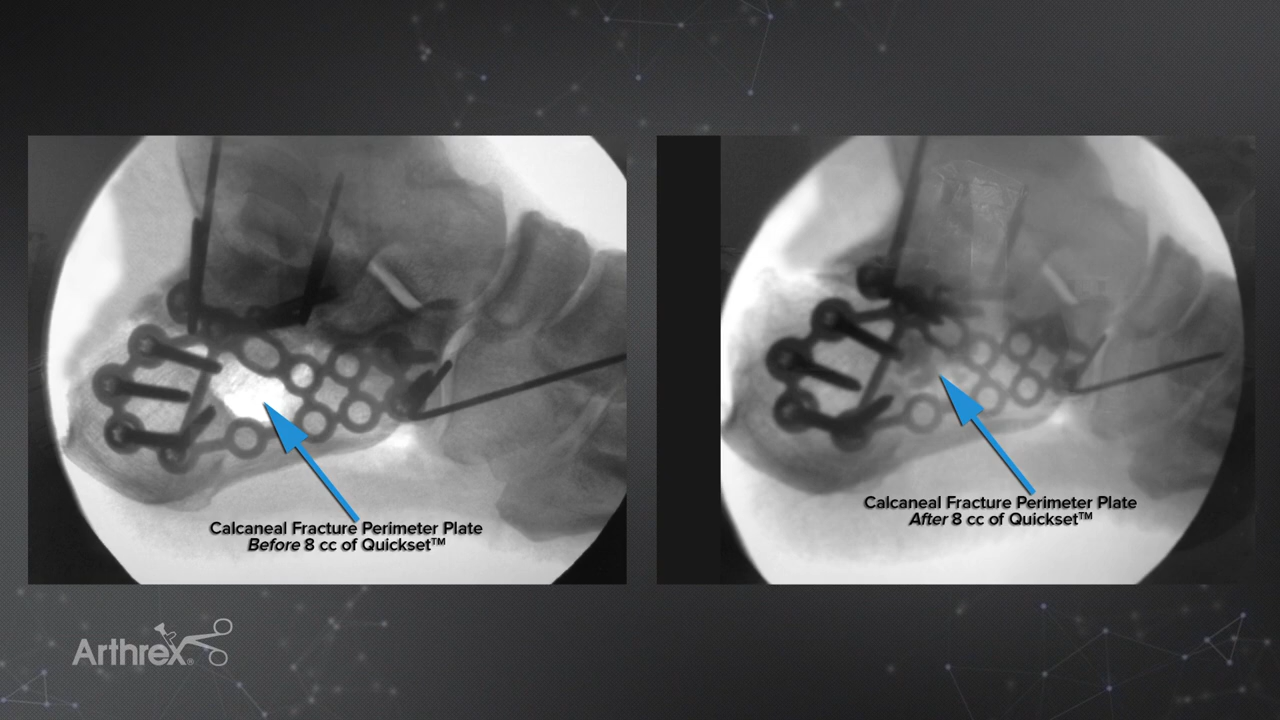 Calcaneal Fracture Perimeter Plate
Before 8 cc of Quickset™
Calcaneal Fracture Perimeter Plate
After 8 cc of Quickset™
Arthrex®